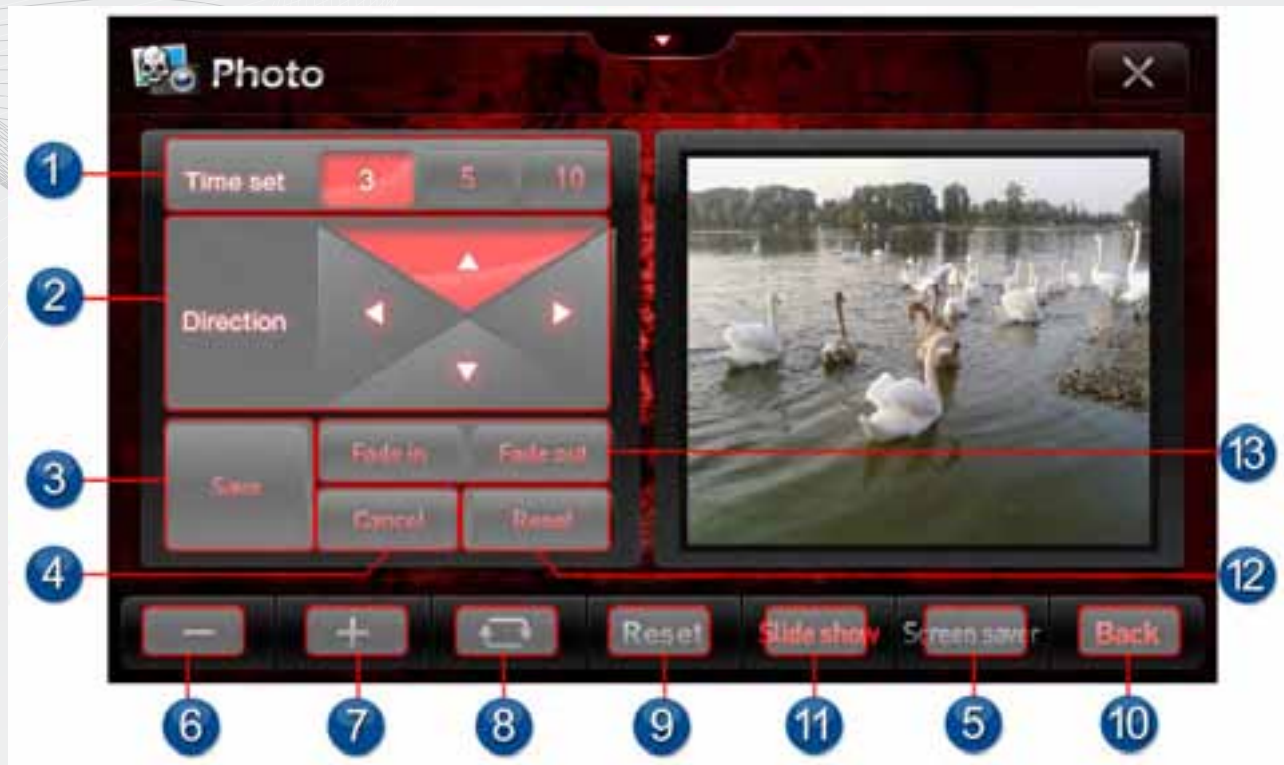 Photo
1 Time set 3 5 10
2 Direction
3 Save Fade in Fade out 13
4 Cancel Reset 12
Reset Slide show Screen saver Back
6 7 8 9 11 5 10